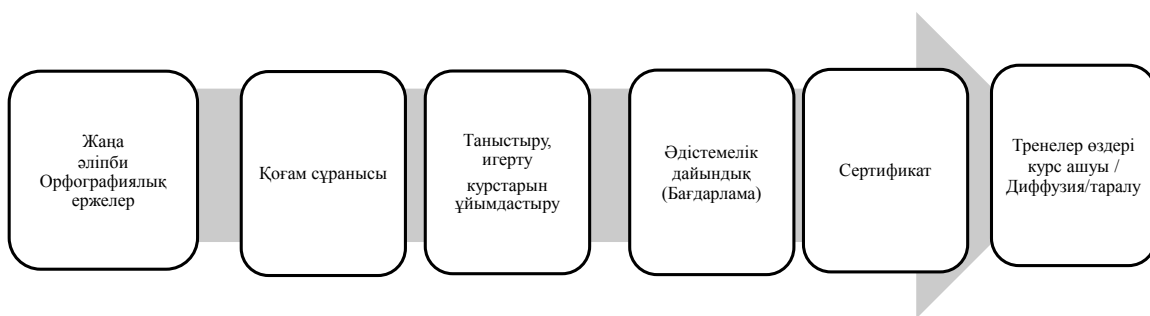 Жаңа
әліпби
Орфографиялық
ережелер
Қоғам сұранысы
Таныстыру,
игерту
курстарын
ұйымдастыру
Әдістемелік
дайындық
(Бағдарлама)
Сертификат
Тренелер өздері
курс ашуы /
Диффузия/таралу